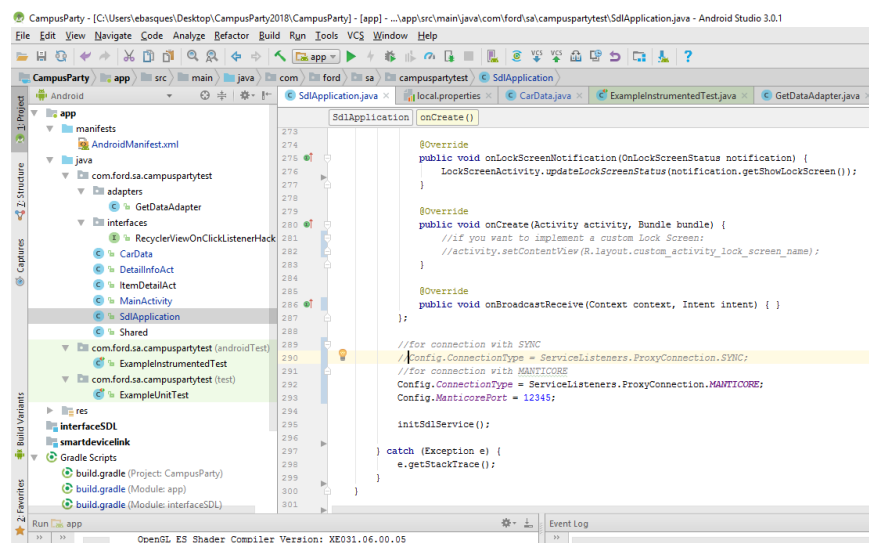 CampusParty - [C:\Users\ebasques\Desktop\CampusParty2018\CampusParty] - [app] - ...\app\src\main\java\com\ford\sa\campuspartytest\SdlApplication.java - Android Studio 3.0.1
File Edit View Navigate Code Analyze Refactor Build Run Tools VCS Window Help
app
CampusParty app src main java com ford sa campuspartytest SdlApplication
Android
SdlApplication.java local.properties CarData.java ExampleInstrumentedTest.java GetDataAdapter.java
SdlApplication onCreate()
1: Project
Z: Structure
Captures
Build Variants
2: Favorites
app
manifests
AndroidManifest.xml
java
com.ford.sa.campuspartytest
adapters
GetDataAdapter
interfaces
RecyclerViewOnClickListenerHack
CarData
DetailInfoAct
ItemDetailAct
MainActivity
SdlApplication
Shared
com.ford.sa.campuspartytest (androidTest)
ExampleInstrumentedTest
com.ford.sa.campuspartytest (test)
ExampleUnitTest
res
interfaceSDL
smartdevicelink
Gradle Scripts
build.gradle (Project: CampusParty)
build.gradle (Module: app)
build.gradle (Module: interfaceSDL)
273
274 @Override
275 public void onLockScreenNotification(OnLockScreenStatus notification) {
276 LockScreenActivity.updateLockScreenStatus(notification.getShowLockScreen());
277 }
278
279 @Override
280 public void onCreate(Activity activity, Bundle bundle) {
281 //if you want to implement a custom Lock Screen:
282 //activity.setContentView(R.layout.custom_activity_lock_screen_name);
283 }
284
285 @Override
286 public void onBroadcastReceive(Context context, Intent intent) { }
287 };
288
289 //for connection with SYNC
290 //Config.ConnectionType = ServiceListeners.ProxyConnection.SYNC;
291 //for connection with MANTICORE
292 Config.ConnectionType = ServiceListeners.ProxyConnection.MANTICORE;
293 Config.ManticorePort = 12345;
294
295 initSdlService();
296
297 } catch (Exception e) {
298 e.getStackTrace();
299 }
300 }
301
Run app
Event Log
OpenGL ES Shader Compiler Version: XE031.06.00.05